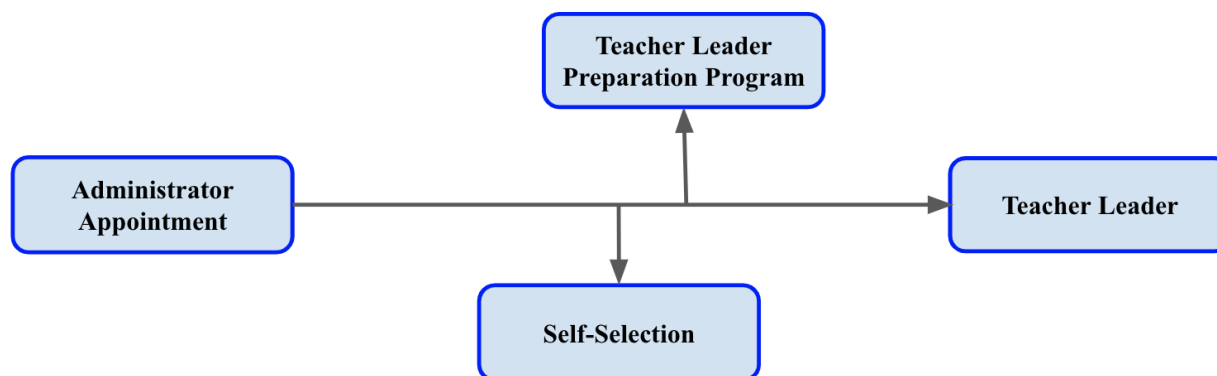 Teacher Leader
Preparation Program
Administrator
Appointment
Teacher Leader
Self-Selection